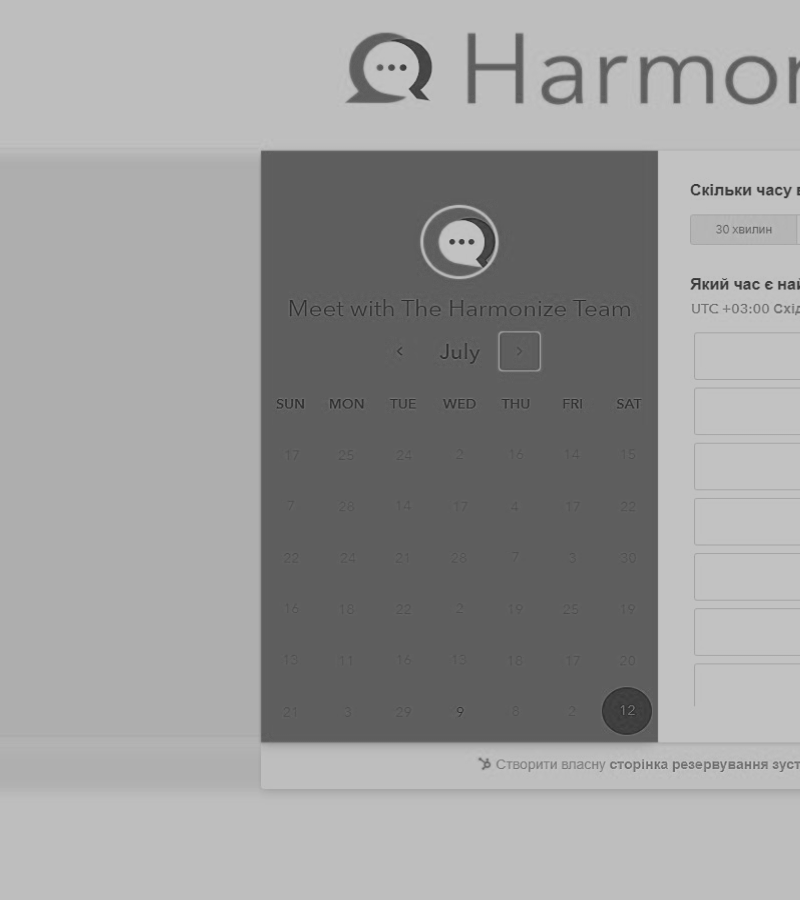 Harmon
Meet with The Harmonize Team
July
SUN MON TUE WED THU FRI SAT
17 25 24 2 16 14 15
7 28 14 17 4 17 22
22 24 21 28 7 3 30
16 18 22 2 19 25 19
13 11 16 13 18 17 20
21 3 29 9 8 2 12
Скільки часу
30 хвилин
Який час є най
UTC +03:00 Схід
Створити власну сторінка резервування зуст